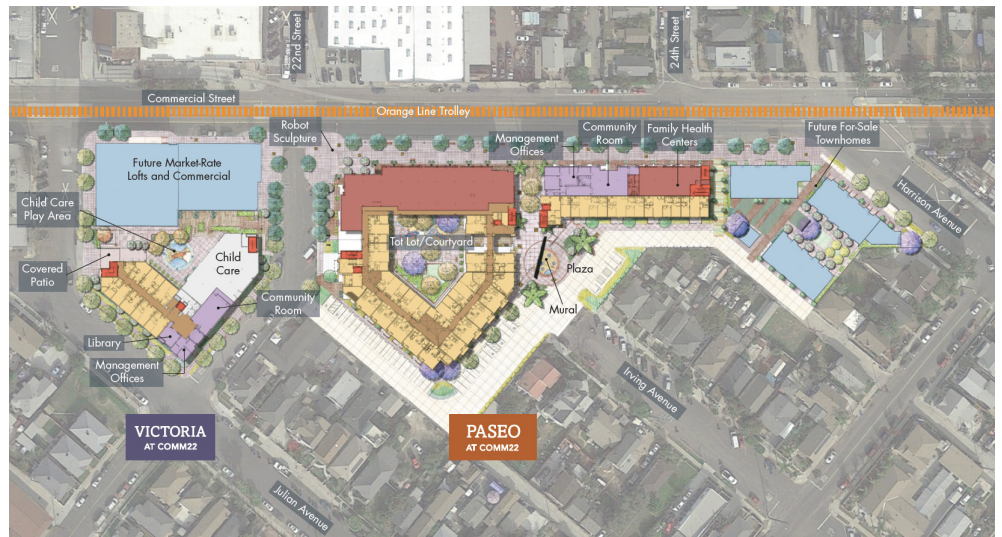 22nd Street
24th Street
Commercial Street
Orange Line Trolley
Robot
Sculpture
Management
Offices
Community
Room
Family Health
Centers
Future For-Sale
Townhomes
Harrison Avenue
Future Market-Rate
Lofts and Commercial
Child Care
Play Area
Covered
Patio
Child
Care
Tot Lot/Courtyard
Plaza
Mural
Community
Room
Library
Management
Offices
Irving Avenue
VICTORIA
AT COMM22
PASEO
AT COMM22
Julian Avenue